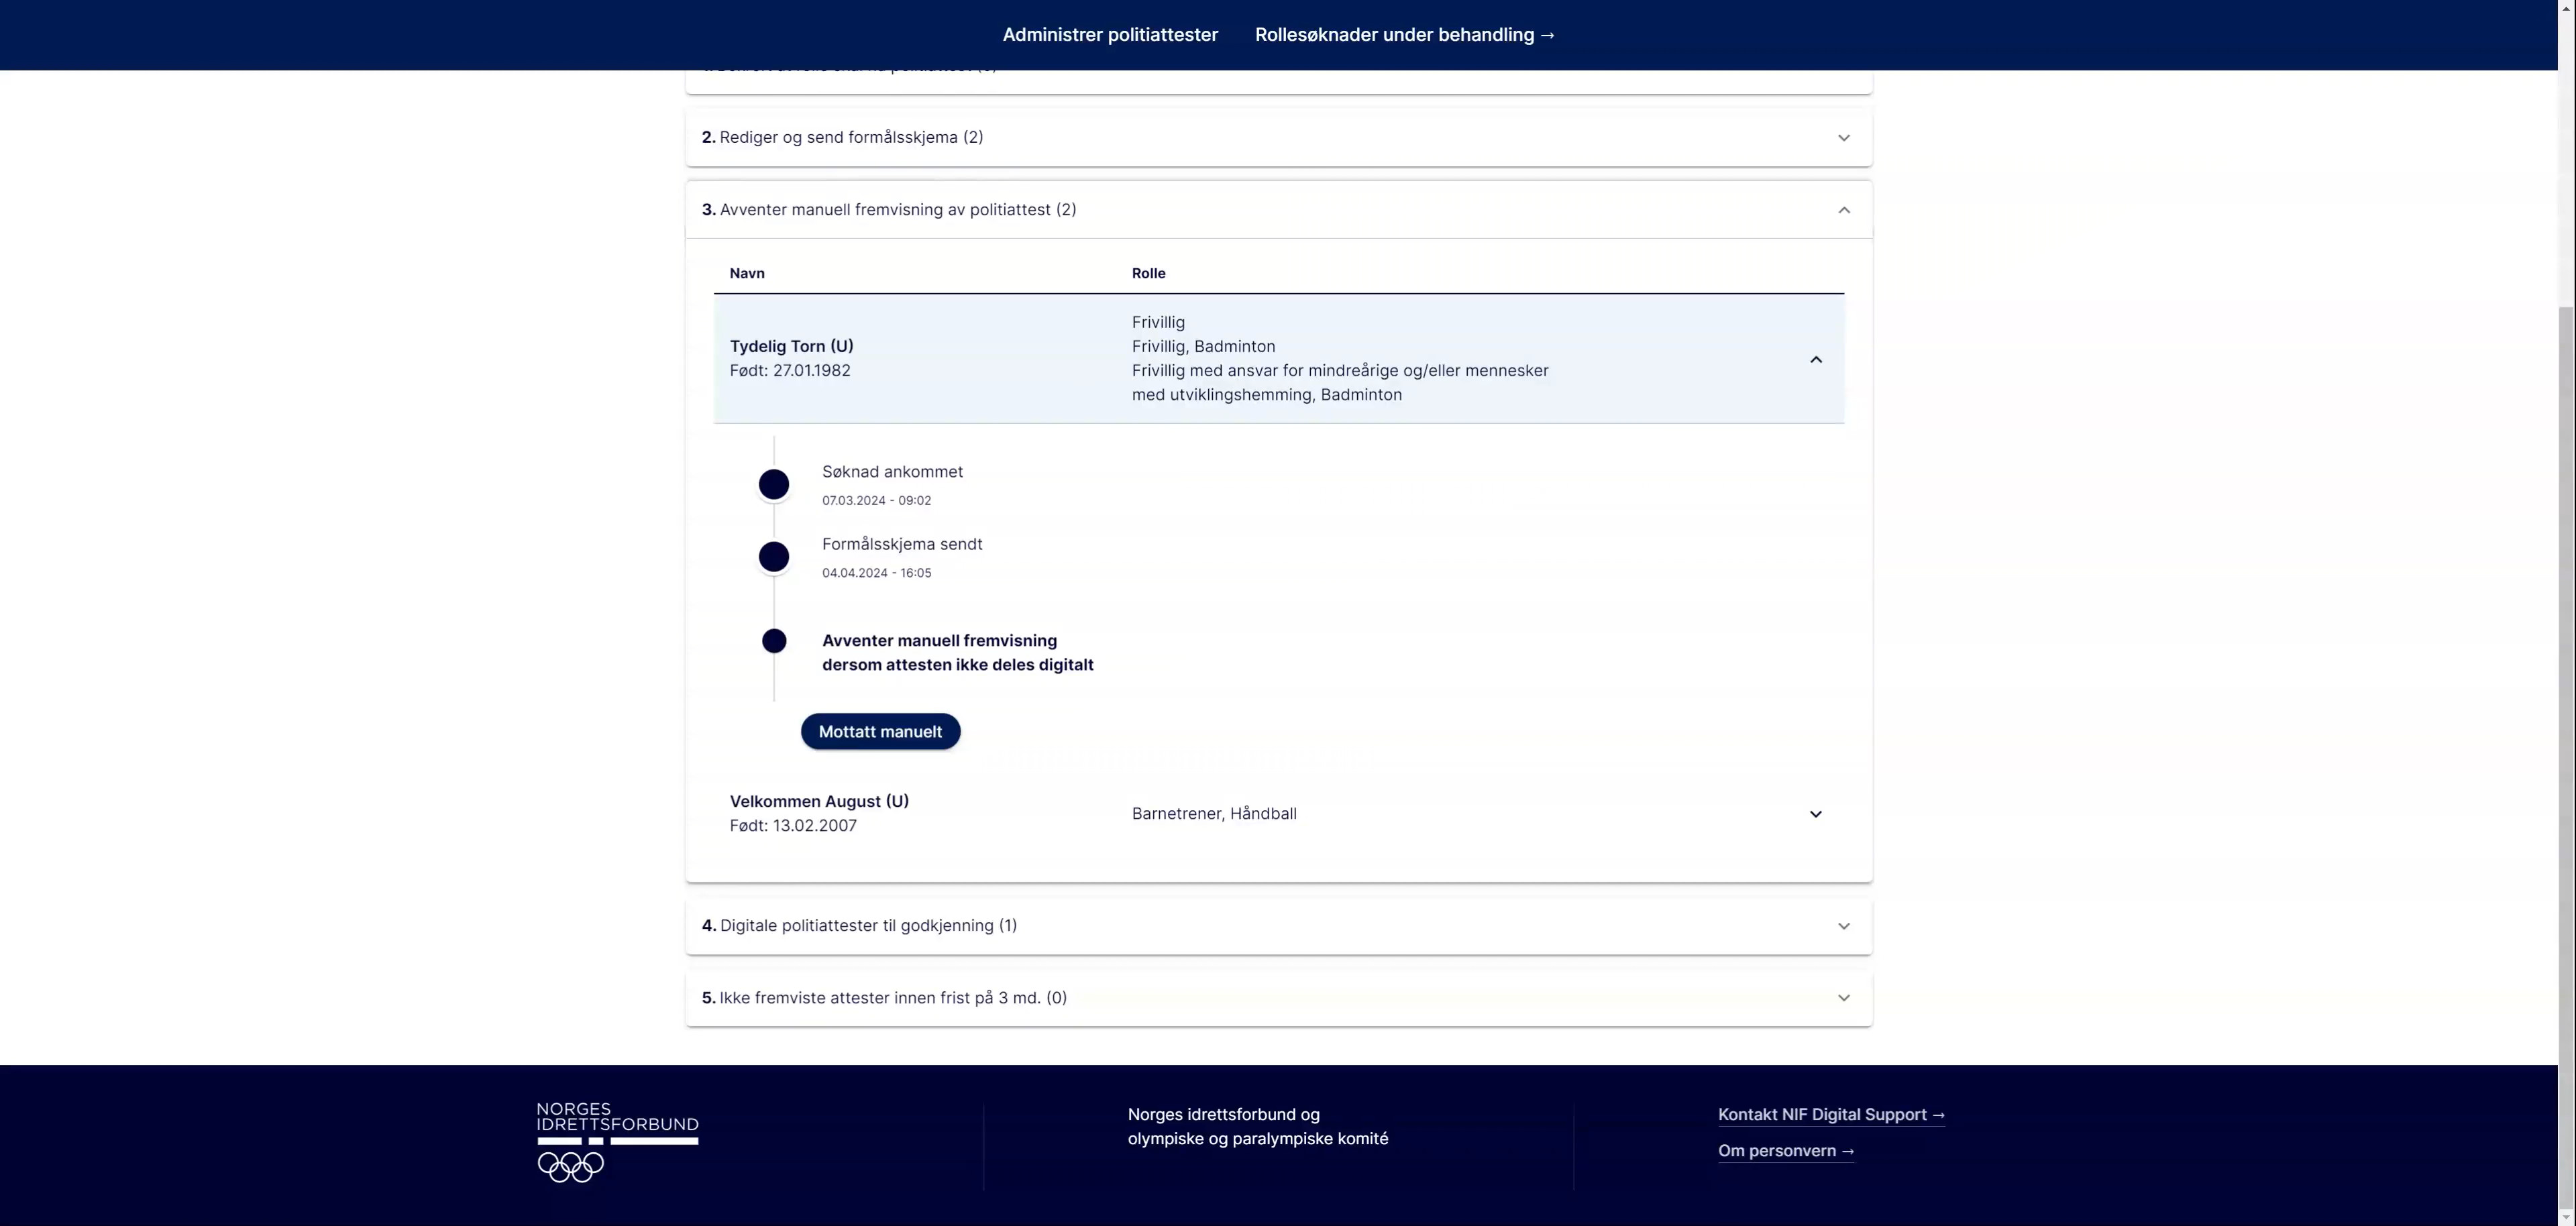 Administrer politiattester
Rollesøknader under behandling →
2. Rediger og send formålsskjema (2)
3. Avventer manuell fremvisning av politiattest (2)
Navn
Rolle
Tydelig Torn (U)
Født: 27.01.1982
Frivillig
Frivillig, Badminton
Frivillig med ansvar for mindreårige og/eller mennesker
med utviklingshemming, Badminton
Søknad ankommet
07.03.2024 - 09:02
Formålsskjema sendt
04.04.2024 - 16:05
Avventer manuell fremvisning
dersom attesten ikke deles digitalt
Mottatt manuelt
Velkommen August (U)
Født: 13.02.2007
Barnetrener, Håndball
4. Digitale politiattester til godkjenning (1)
5. Ikke fremviste attester innen frist på 3 md. (0)
NORGES
IDRETTSFORBUND
Norges idrettsforbund og
olympiske og paralympiske komité
Kontakt NIF Digital Support →
Om personvern →